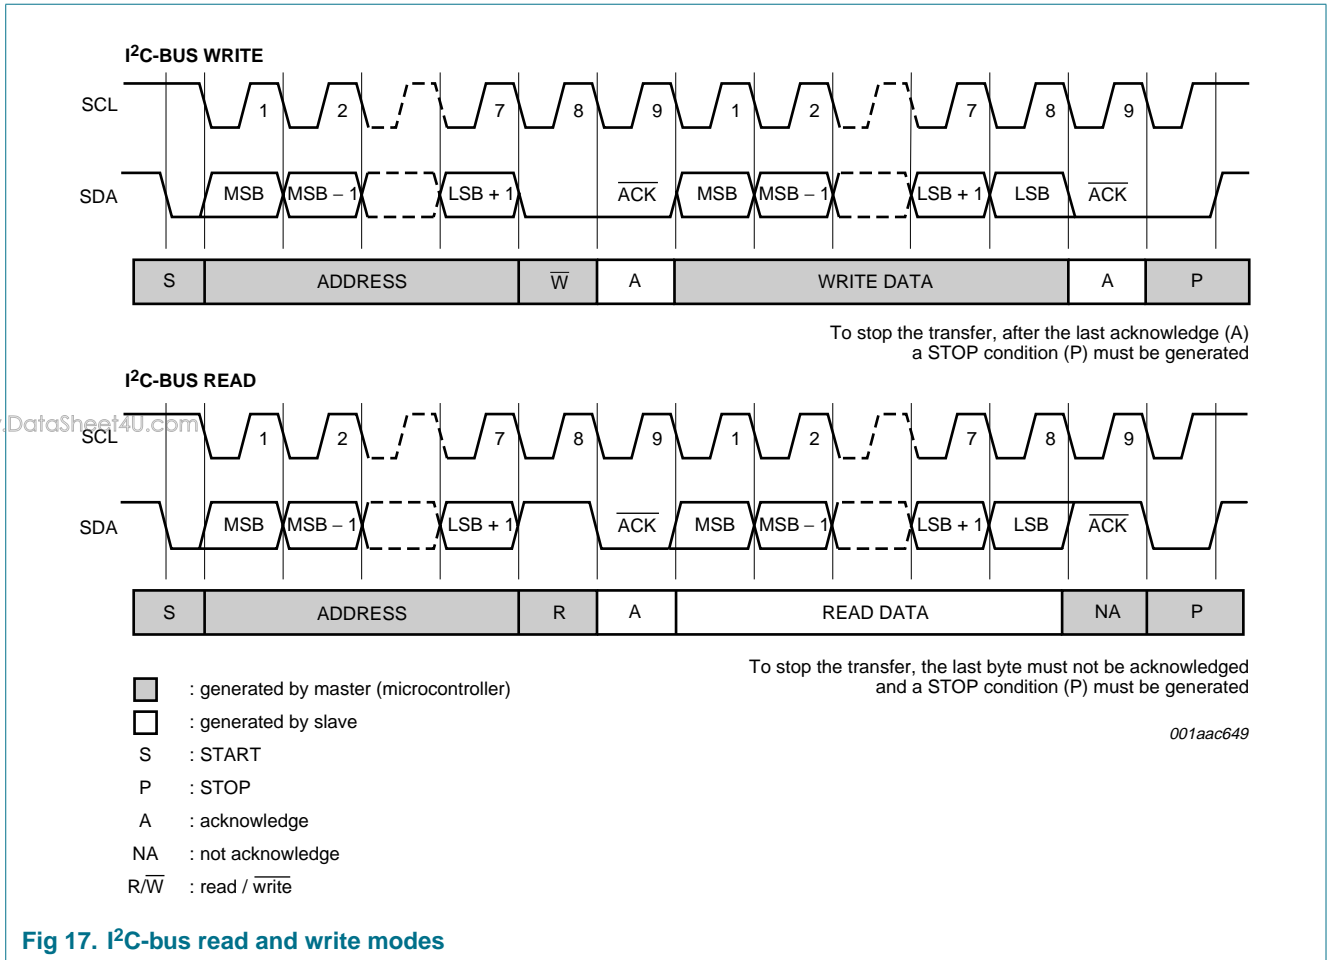 I²C-BUS WRITE
SCL 1 2 7 8 9 1 2 7 8 9
SDA MSB MSB − 1 LSB + 1 ACK MSB MSB − 1 LSB + 1 LSB ACK
S ADDRESS W A WRITE DATA A P
To stop the transfer, after the last acknowledge (A)
a STOP condition (P) must be generated
I²C-BUS READ
.DataSheet4U.com
SCL 1 2 7 8 9 1 2 7 8 9
SDA MSB MSB − 1 LSB + 1 ACK MSB MSB − 1 LSB + 1 LSB ACK
S ADDRESS R A READ DATA NA P
To stop the transfer, the last byte must not be acknowledged
and a STOP condition (P) must be generated
: generated by master (microcontroller)
: generated by slave
001aac649
S : START
P : STOP
A : acknowledge
NA : not acknowledge
R/W : read / write
Fig 17. I²C-bus read and write modes